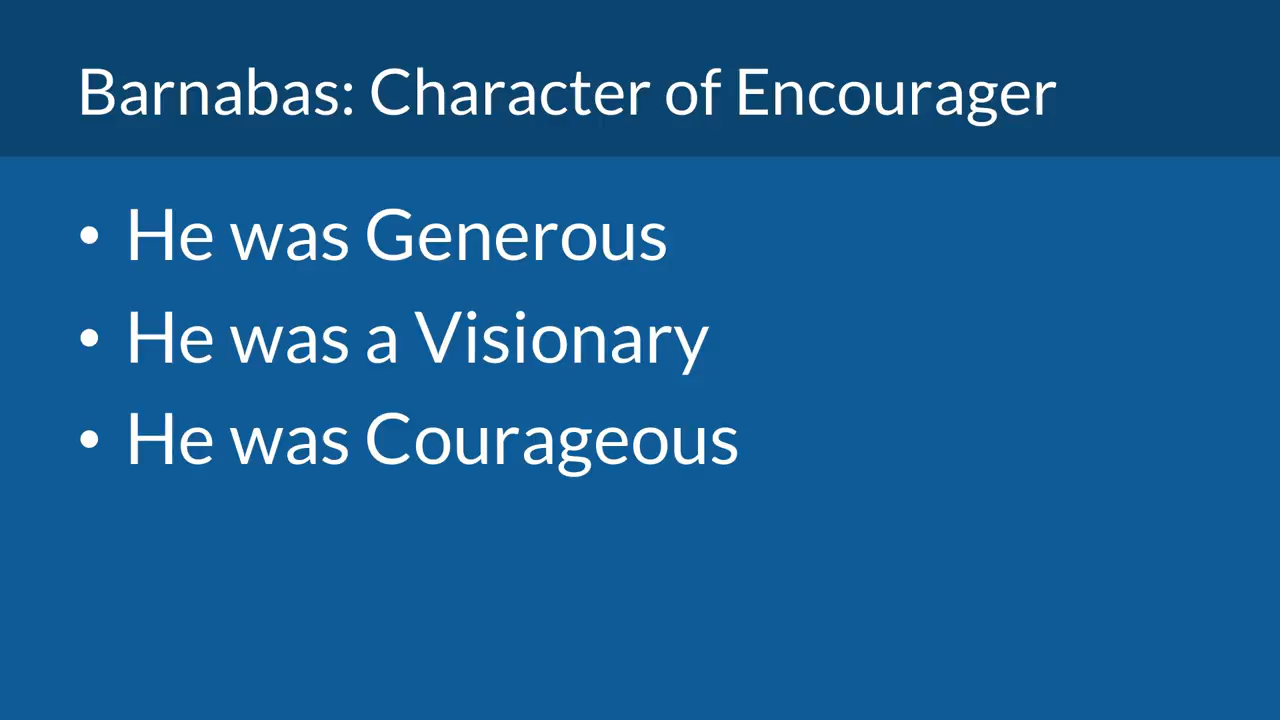 Barnabas: Character of Encourager
• He was Generous
• He was a Visionary
• He was Courageous